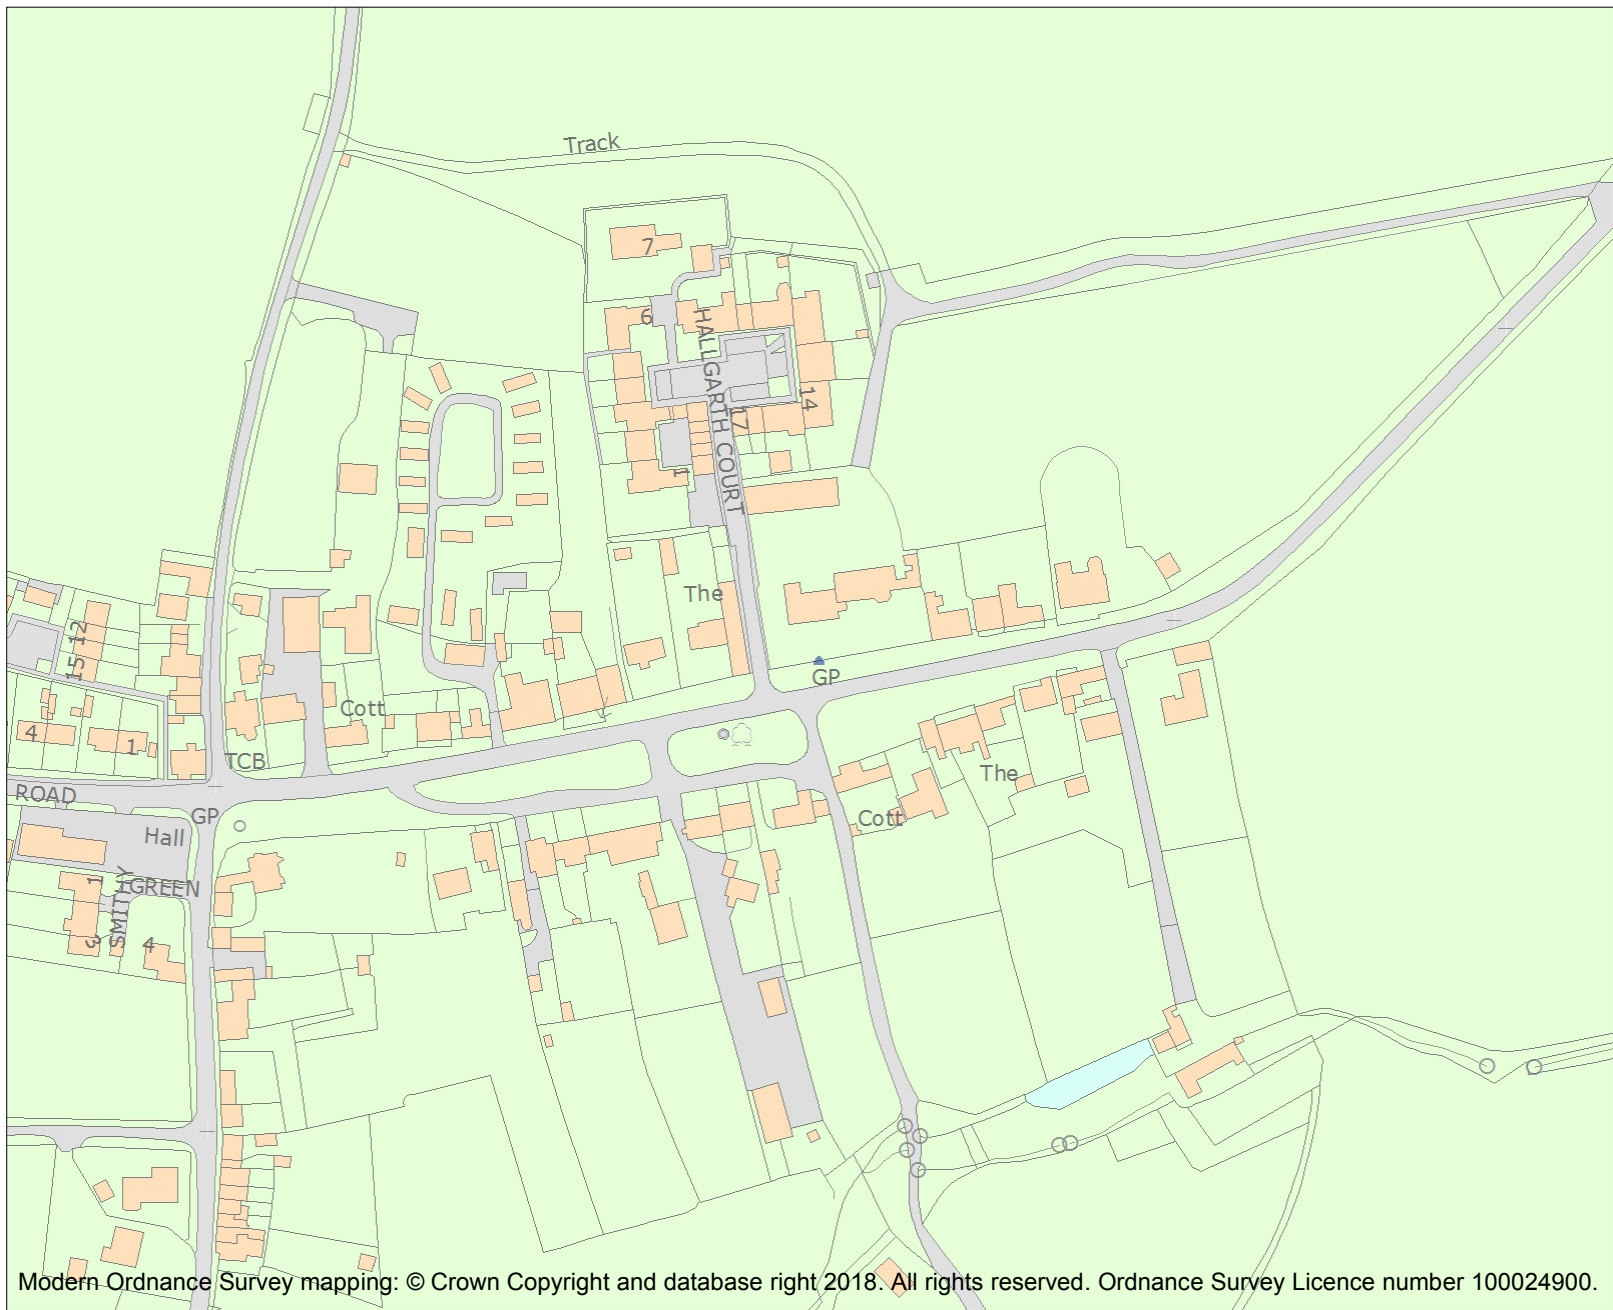 Track
7
6
HALLGARTH COURT
14
17
1
The
12
15
GP
Cott
4
1
TCB
ROAD
The
GP
Hall
Cott
1
GREEN
SMITHY
3
4
Modern Ordnance Survey mapping: © Crown Copyright and database right 2018. All rights reserved. Ordnance Survey Licence number 100024900.